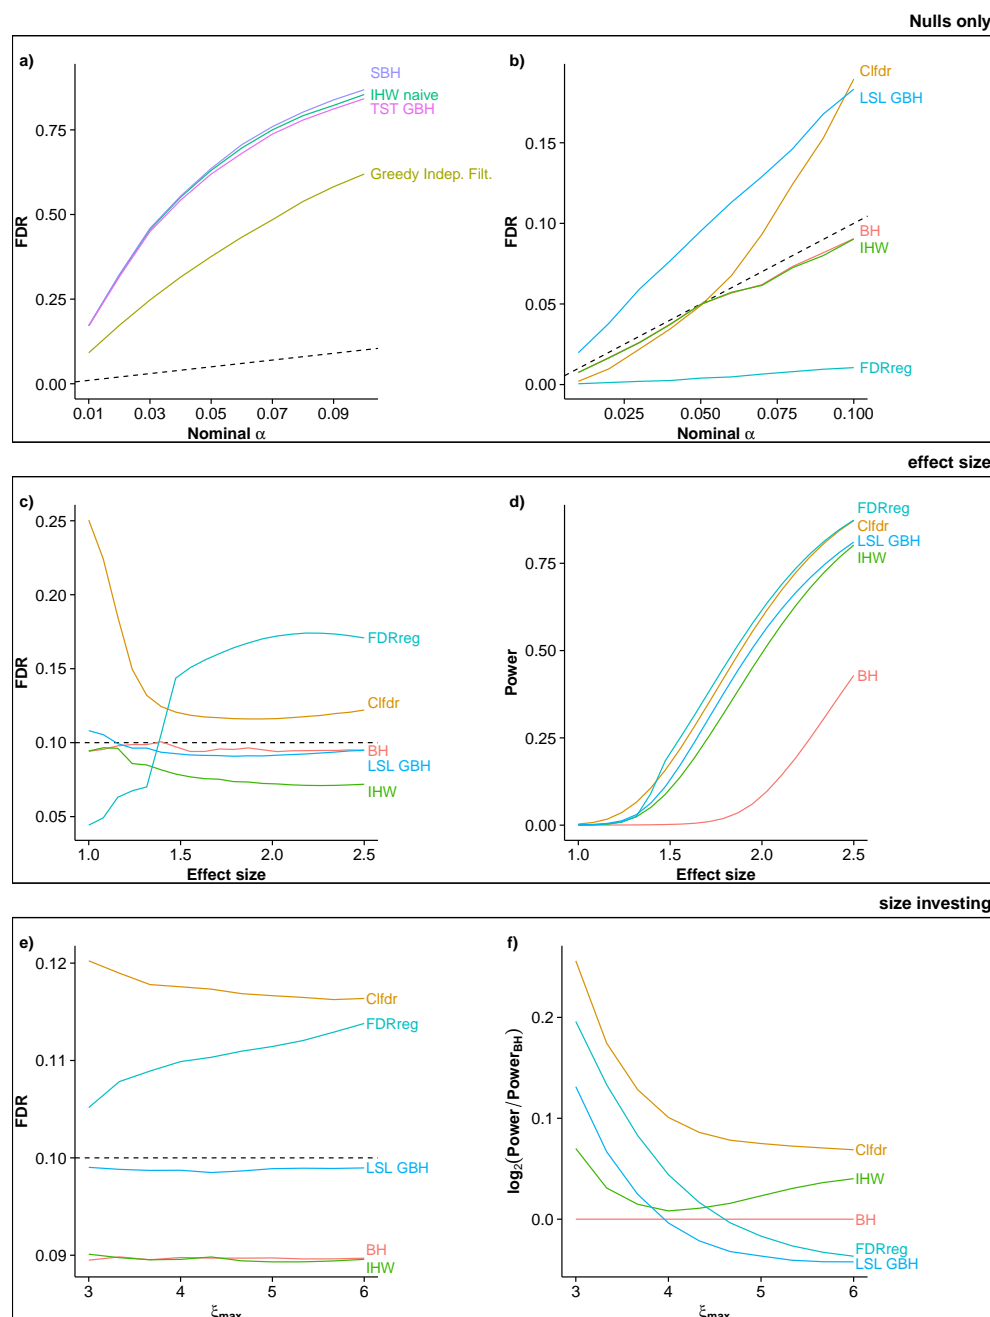 Nulls only
a)
FDR
0.75
0.50
0.25
0.00
SBH
IHW naive
TST GBH
Greedy Indep. Filt.
0.01 0.03 0.05 0.07 0.09
Nominal α
b)
FDR
0.15
0.10
0.05
0.00
Clfdr
LSL GBH
BH
IHW
FDRreg
0.025 0.050 0.075 0.100
Nominal α
effect size
c)
FDR
0.25
0.20
0.15
0.10
0.05
FDRreg
Clfdr
BH
LSL GBH
IHW
1.0 1.5 2.0 2.5
Effect size
d)
Power
0.75
0.50
0.25
0.00
FDRreg
Clfdr
LSL GBH
IHW
BH
1.0 1.5 2.0 2.5
Effect size
size investing
e)
FDR
0.12
0.11
0.10
0.09
Clfdr
FDRreg
LSL GBH
BH
IHW
3 4 5 6
ξmax
f)
log2(Power/PowerBH)
0.2
0.1
0.0
Clfdr
IHW
BH
FDRreg
LSL GBH
3 4 5 6
ξmax